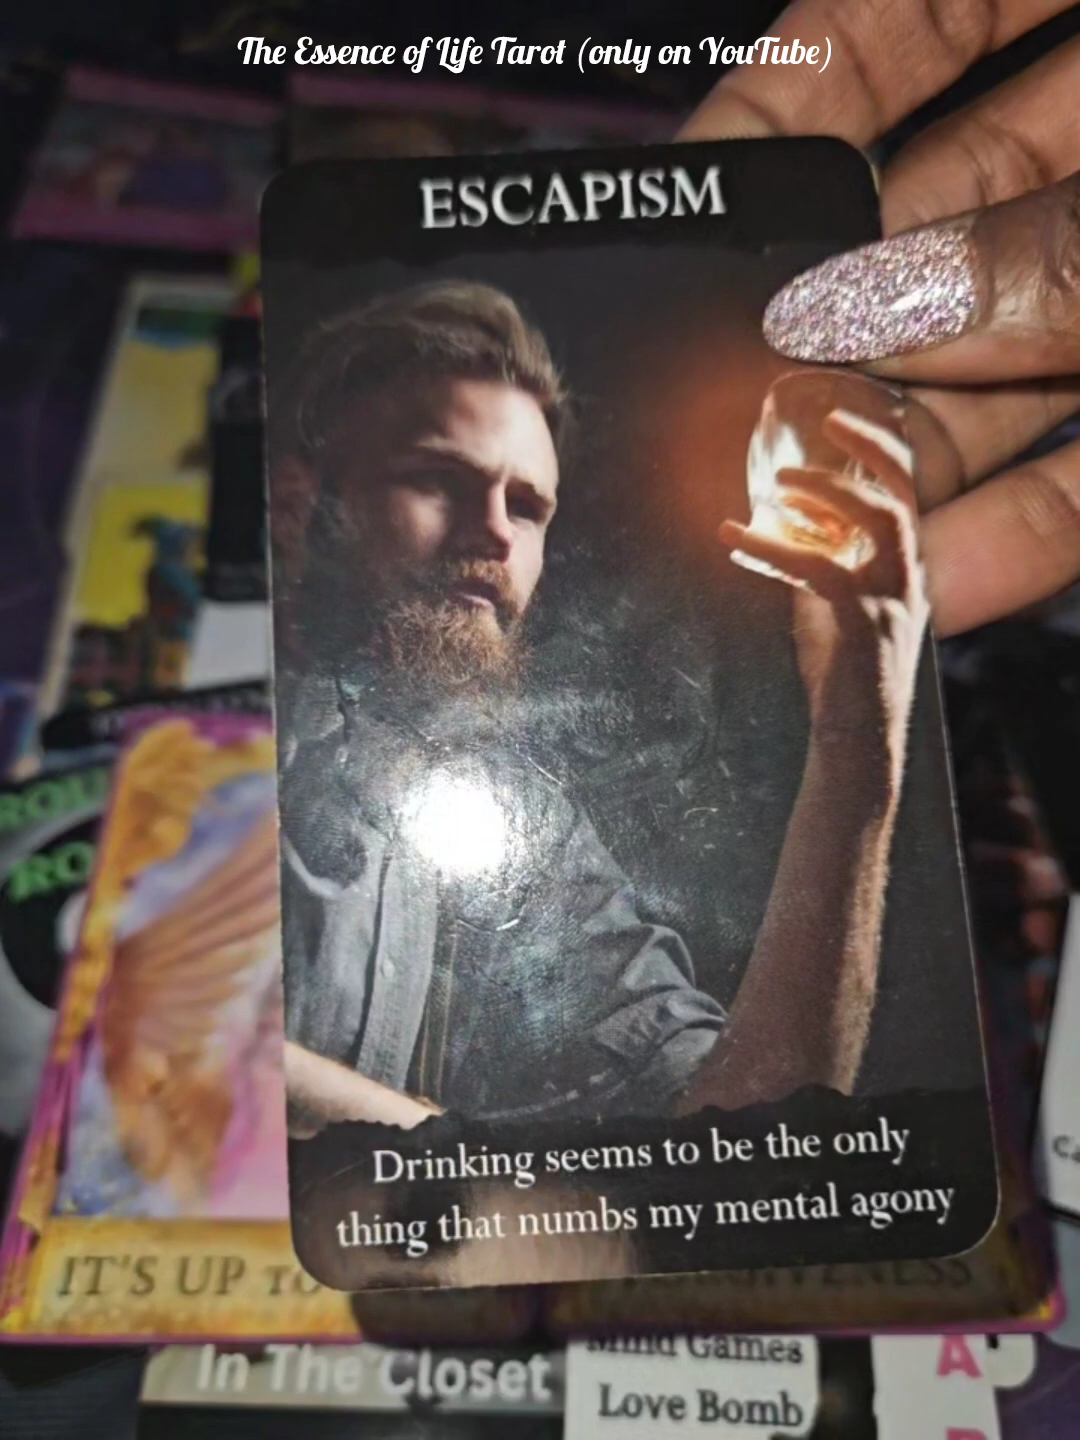 The Essence of Life Tarot (only on YouTube)
ESCAPISM
Drinking seems to be the only
thing that numbs my mental agony
IT'S UP TO
In The Closet
Mind Games
Love Bomb
A